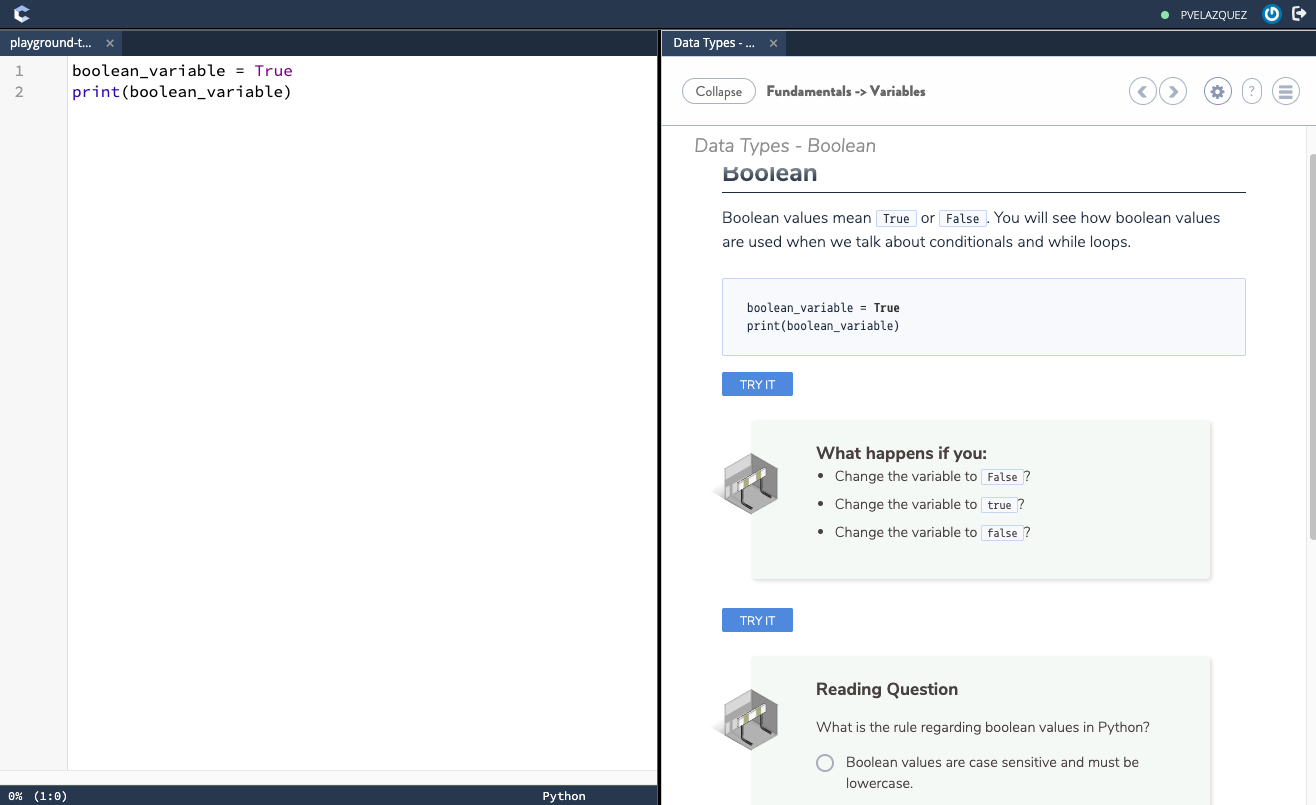 PVELAZQUEZ
playground-t... ×
1 boolean_variable = True
2 print(boolean_variable)
0% (1:0) Python
Data Types - ... ×
Collapse Fundamentals -> Variables ?
Data Types - Boolean
Boolean
Boolean values mean True or False. You will see how boolean values
are used when we talk about conditionals and while loops.
boolean_variable = True
print(boolean_variable)
TRY IT
What happens if you:
• Change the variable to False?
• Change the variable to true?
• Change the variable to false?
TRY IT
Reading Question
What is the rule regarding boolean values in Python?
Boolean values are case sensitive and must be
lowercase.